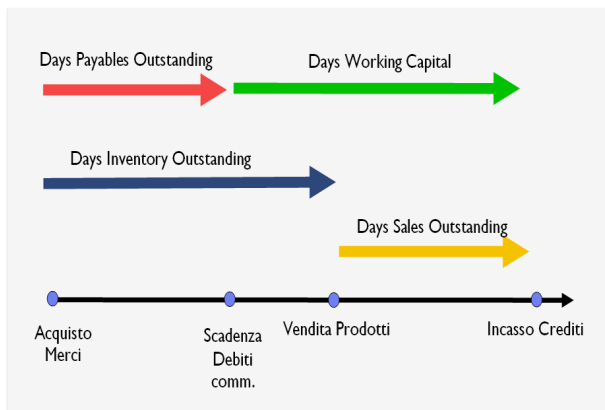 Days Payables Outstanding
Days Working Capital
Days Inventory Outstanding
Days Sales Outstanding
Acquisto
Merci
Scadenza
Debiti
comm.
Vendita Prodotti
Incasso Crediti